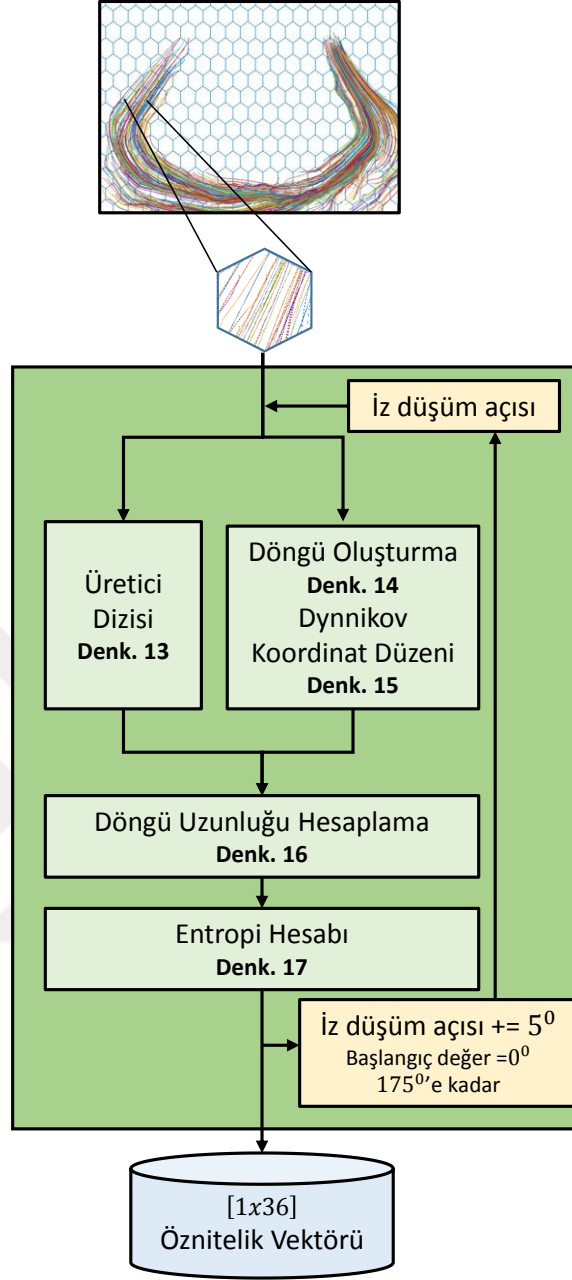 İz düşüm açısı
Üretici
Dizisi
Denk. 13
Döngü Oluşturma
Denk. 14
Dynnikov
Koordinat Düzeni
Denk. 15
Döngü Uzunluğu Hesaplama
Denk. 16
Entropi Hesabı
Denk. 17
İz düşüm açısı += 5⁰
Başlangıç değer =0⁰
175⁰’e kadar
[1x36]
Öznitelik Vektörü